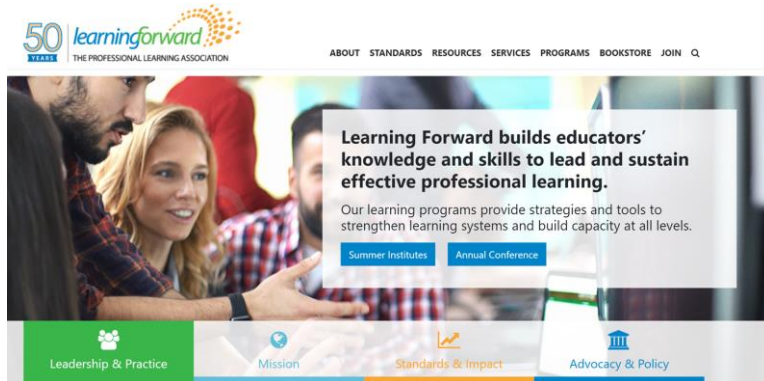 50
YEARS
learningforward
THE PROFESSIONAL LEARNING ASSOCIATION
ABOUT STANDARDS RESOURCES SERVICES PROGRAMS BOOKSTORE JOIN
Learning Forward builds educators’
knowledge and skills to lead and sustain
effective professional learning.
Our learning programs provide strategies and tools to
strengthen learning systems and build capacity at all levels.
Summer Institutes Annual Conference
Leadership & Practice Mission Standards & Impact Advocacy & Policy